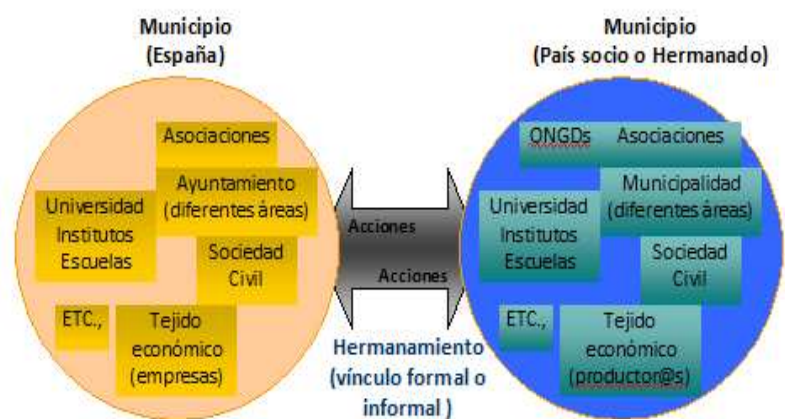 Municipio
(España)
Asociaciones
Ayuntamiento
(diferentes áreas)
Universidad
Institutos
Escuelas
Sociedad
Civil
ETC.,
Tejido
económico
(empresas)
Acciones
Acciones
Hermanamiento
(vínculo formal o
informal )
Municipio
(País socio o Hermanado)
ONGDs
Asociaciones
Municipalidad
(diferentes áreas)
Universidad
Institutos
Escuelas
Sociedad
Civil
ETC.,
Tejido
económico
(productor@s)